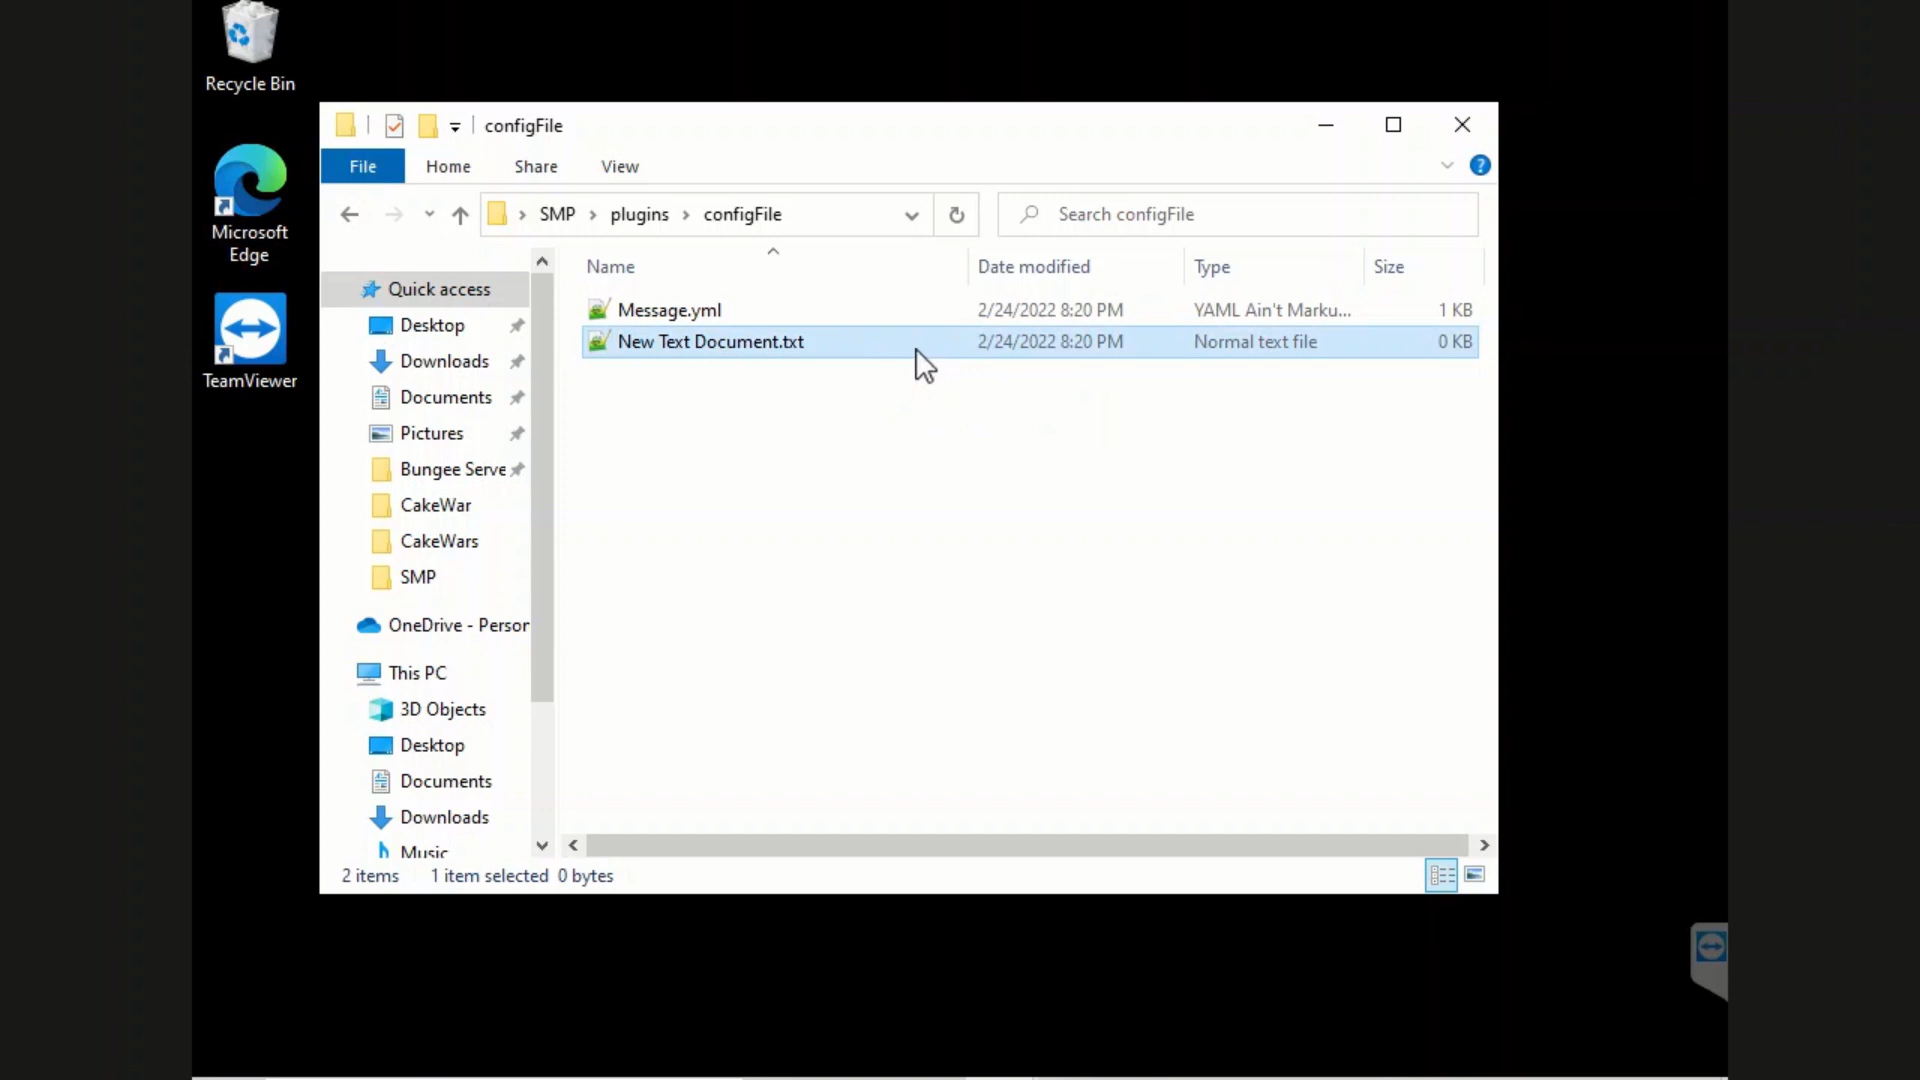 Recycle Bin
Microsoft
Edge
TeamViewer
configFile
File Home Share View
SMP plugins configFile
Search configFile
Name Date modified Type Size
Message.yml 2/24/2022 8:20 PM YAML Ain't Marku... 1 KB
New Text Document.txt 2/24/2022 8:20 PM Normal text file 0 KB
Quick access
Desktop
Downloads
Documents
Pictures
Bungee Serve
CakeWar
CakeWars
SMP
OneDrive - Person
This PC
3D Objects
Desktop
Documents
Downloads
Music
2 items 1 item selected 0 bytes